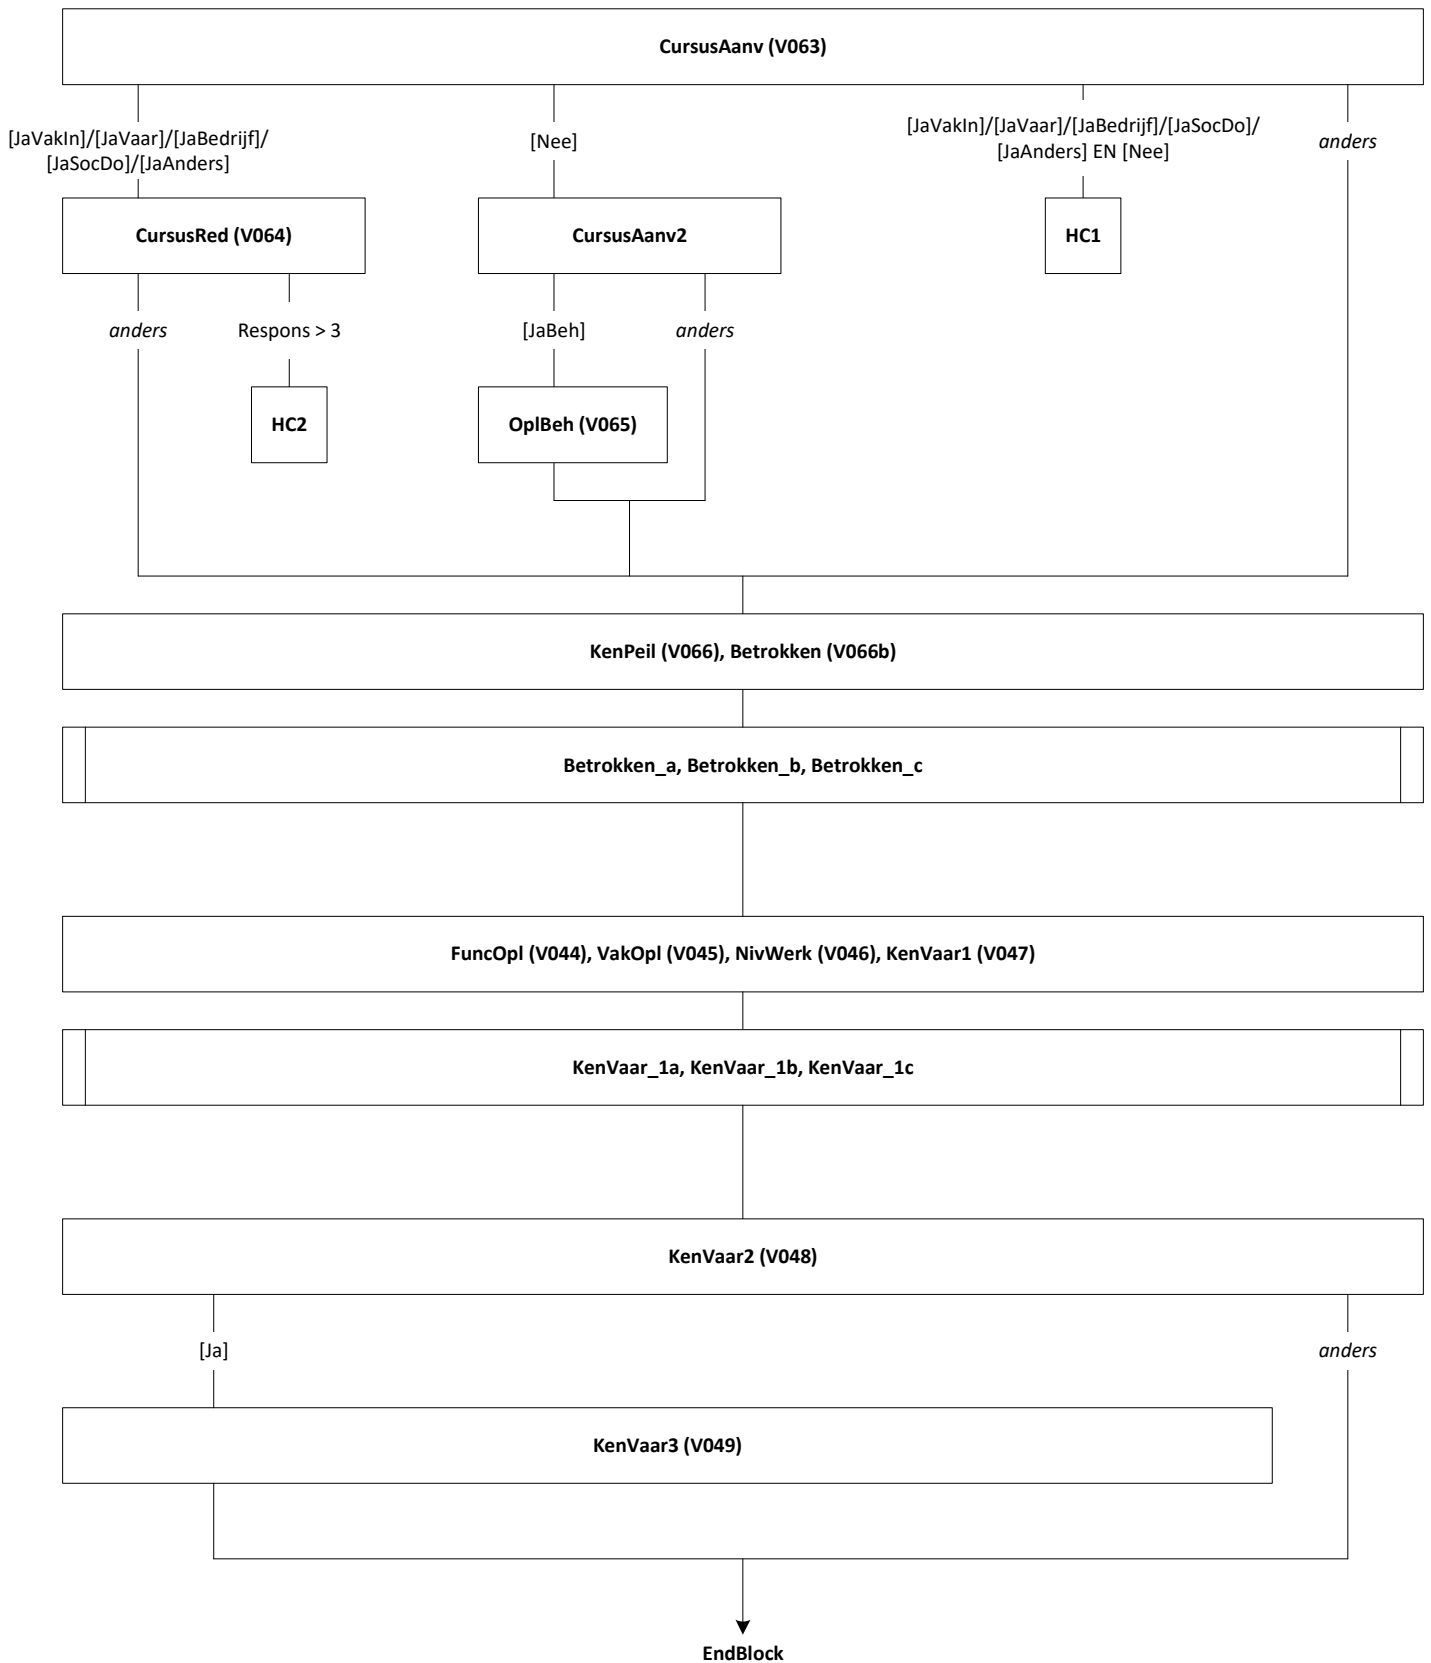 CursusAanv (V063)
[JaVakIn]/[JaVaar]/[JaBedrijf]/
[JaSocDo]/[JaAnders]
[Nee]
[JaVakIn]/[JaVaar]/[JaBedrijf]/[JaSocDo]/
[JaAnders] EN [Nee]
anders
CursusRed (V064)
CursusAanv2
HC1
anders
Respons > 3
[JaBeh]
anders
HC2
OplBeh (V065)
KenPeil (V066), Betrokken (V066b)
Betrokken_a, Betrokken_b, Betrokken_c
FuncOpl (V044), VakOpl (V045), NivWerk (V046), KenVaar1 (V047)
KenVaar_1a, KenVaar_1b, KenVaar_1c
KenVaar2 (V048)
[Ja]
anders
KenVaar3 (V049)
EndBlock